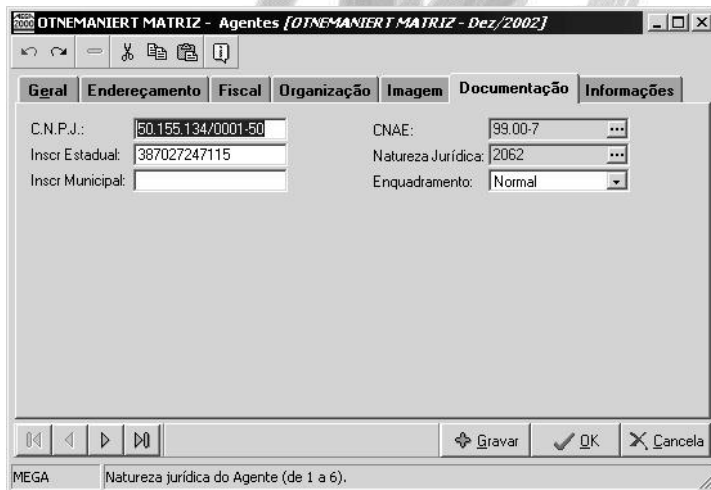 MEGA 2000 OTNEMANIERT MATRIZ - Agentes [OTNEMANIERT MATRIZ - Dez/2002]
Geral Endereçamento Fiscal Organização Imagem Documentação Informações
C.N.P.J.: 50.155.134/0001-50 CNAE: 99.00-7 ...
Inscr Estadual: 387027247115 Natureza Jurídica: 2062 ...
Inscr Municipal: Enquadramento: Normal
Gravar OK Cancela
MEGA Natureza jurídica do Agente (de 1 a 6).